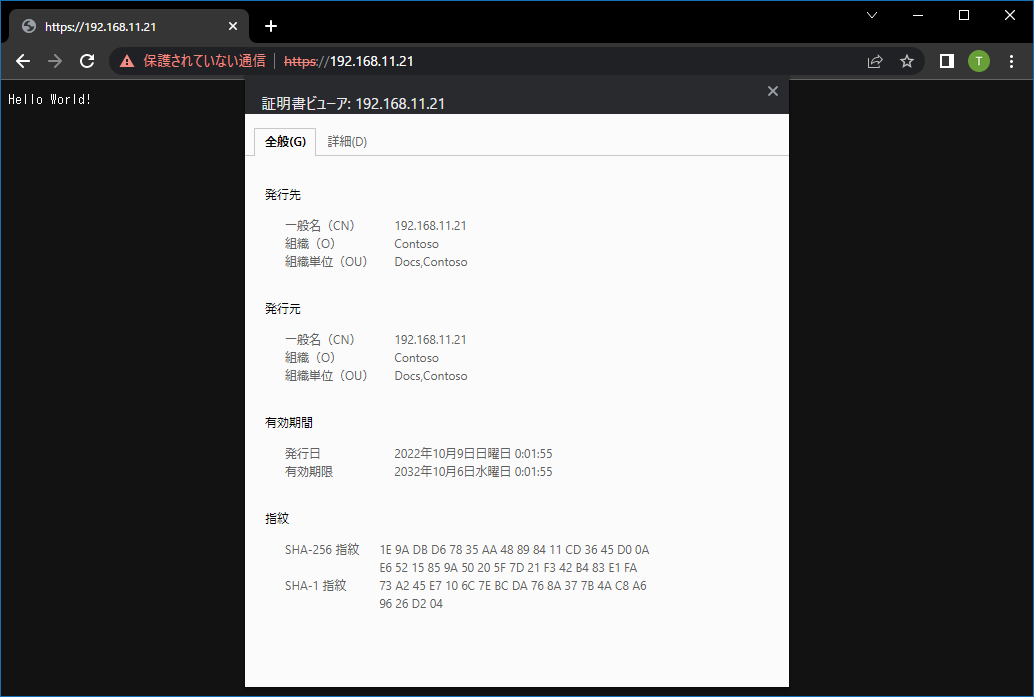 https://192.168.11.21
保護されていない通信 https://192.168.11.21
T
Hello World!
証明書ビューア: 192.168.11.21
全般(G) 詳細(D)
発行先
一般名（CN） 192.168.11.21
組織（O） Contoso
組織単位（OU） Docs,Contoso
発行元
一般名（CN） 192.168.11.21
組織（O） Contoso
組織単位（OU） Docs,Contoso
有効期間
発行日 2022年10月9日日曜日 0:01:55
有効期限 2032年10月6日水曜日 0:01:55
指紋
SHA-256 指紋 1E 9A DB D6 78 35 AA 48 89 84 11 CD 36 45 D0 0A
E6 52 15 85 9A 50 20 5F 7D 21 F3 42 B4 83 E1 FA
SHA-1 指紋 73 A2 45 E7 10 6C 7E BC DA 76 8A 37 7B 4A C8 A6
96 26 D2 04